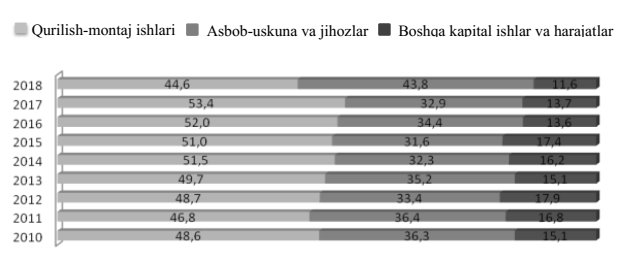 Qurilish-montaj ishlari Asbob-uskuna va jihozlar Boshqa kapital ishlar va harajatlar
2018 44,6 43,8 11,6
2017 53,4 32,9 13,7
2016 52,0 34,4 13,6
2015 51,0 31,6 17,4
2014 51,5 32,3 16,2
2013 49,7 35,2 15,1
2012 48,7 33,4 17,9
2011 46,8 36,4 16,8
2010 48,6 36,3 15,1